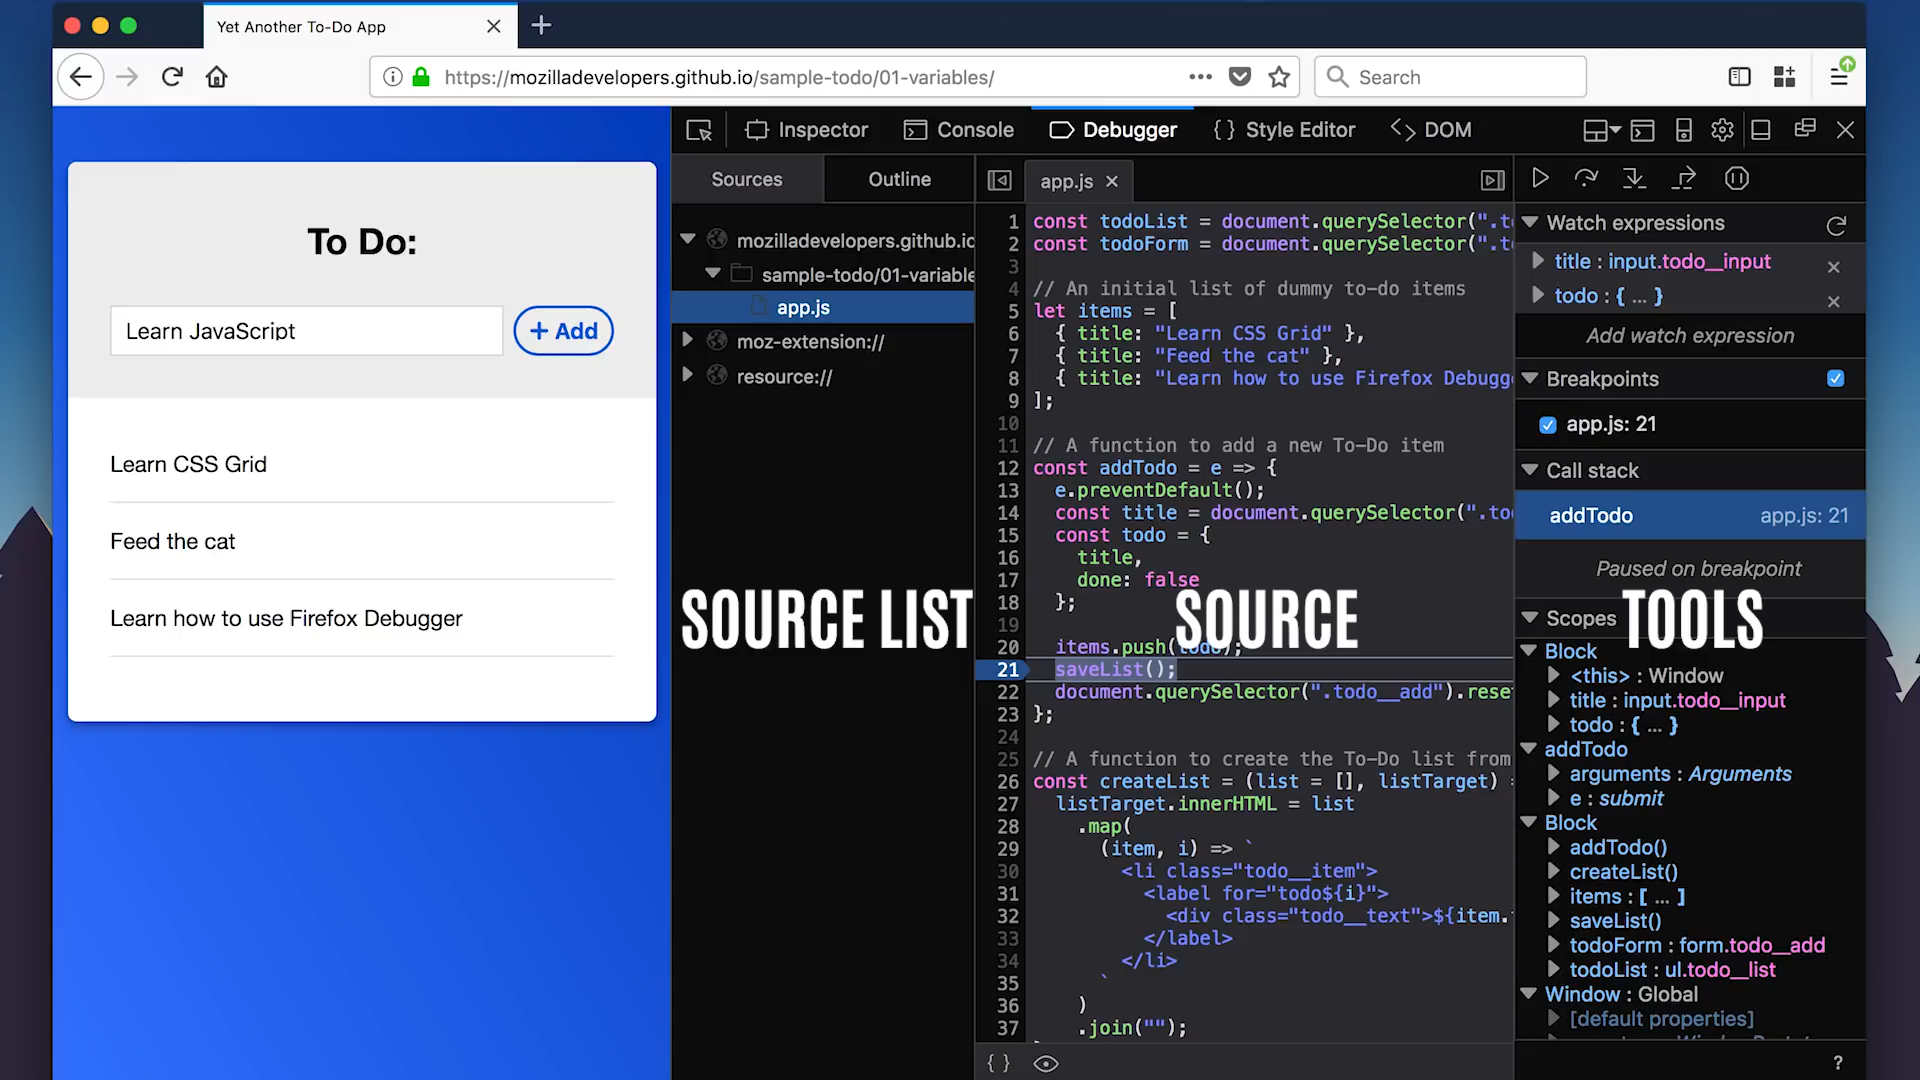 Yet Another To-Do App
https://mozilladevelopers.github.io/sample-todo/01-variables/
Search
To Do:
Learn JavaScript
+ Add
Learn CSS Grid
Feed the cat
Learn how to use Firefox Debugger
Inspector
Console
Debugger
{ } Style Editor
<> DOM
Sources
Outline
mozilladevelopers.github.io
sample-todo/01-variable
app.js
moz-extension://
resource://
SOURCE LIST
app.js
1 const todoList = document.querySelector(".t
2 const todoForm = document.querySelector(".t
3
4 // An initial list of dummy to-do items
5 let items = [
6 { title: "Learn CSS Grid" },
7 { title: "Feed the cat" },
8 { title: "Learn how to use Firefox Debugg
9 ];
10
11 // A function to add a new To-Do item
12 const addTodo = e => {
13 e.preventDefault();
14 const title = document.querySelector(".to
15 const todo = {
16 title,
17 done: false
18 };
19
SOURCE
20 items.push(todo);
21 saveList();
22 document.querySelector(".todo__add").rese
23 };
24
25 // A function to create the To-Do list from
26 const createList = (list = [], listTarget) =
27 listTarget.innerHTML = list
28 .map(
29 (item, i) => `
30 <li class="todo__item">
31 <label for="todo${i}">
32 <div class="todo__text">${item.
33 </label>
34 </li>
35 `
36 )
37 .join("");
{ }
Watch expressions
title : input.todo__input
todo : { … }
Add watch expression
Breakpoints
app.js: 21
Call stack
addTodo app.js: 21
Paused on breakpoint
Scopes
TOOLS
Block
<this> : Window
title : input.todo__input
todo : { … }
addTodo
arguments : Arguments
e : submit
Block
addTodo()
createList()
items : [ … ]
saveList()
todoForm : form.todo__add
todoList : ul.todo__list
Window : Global
[default properties]
?